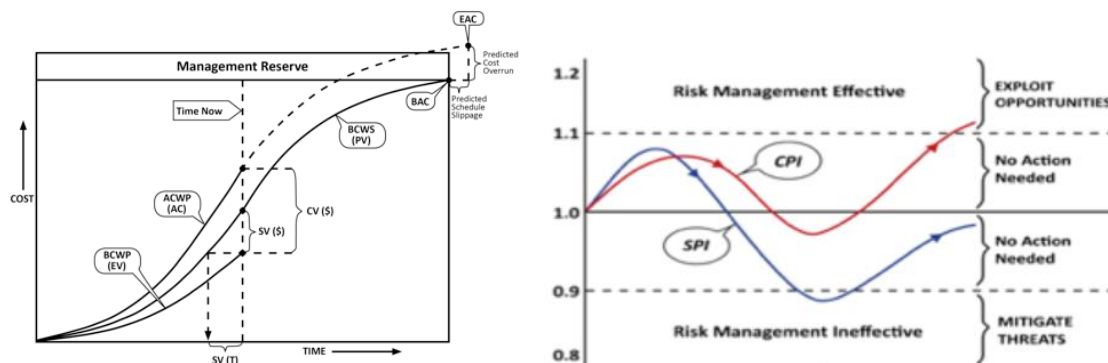 EAC
Predicted
Cost
Overrun
Management Reserve
BAC
Predicted
Schedule
Slippage
Time Now
BCWS
(PV)
COST
ACWP
(AC)
CV ($)
SV ($)
BCWP
(EV)
SV (T)
TIME
1.2
Risk Management Effective
EXPLOIT
OPPORTUNITIES
1.1
CPI
No Action
Needed
1.0
SPI
No Action
Needed
0.9
Risk Management Ineffective
MITIGATE
THREATS
0.8